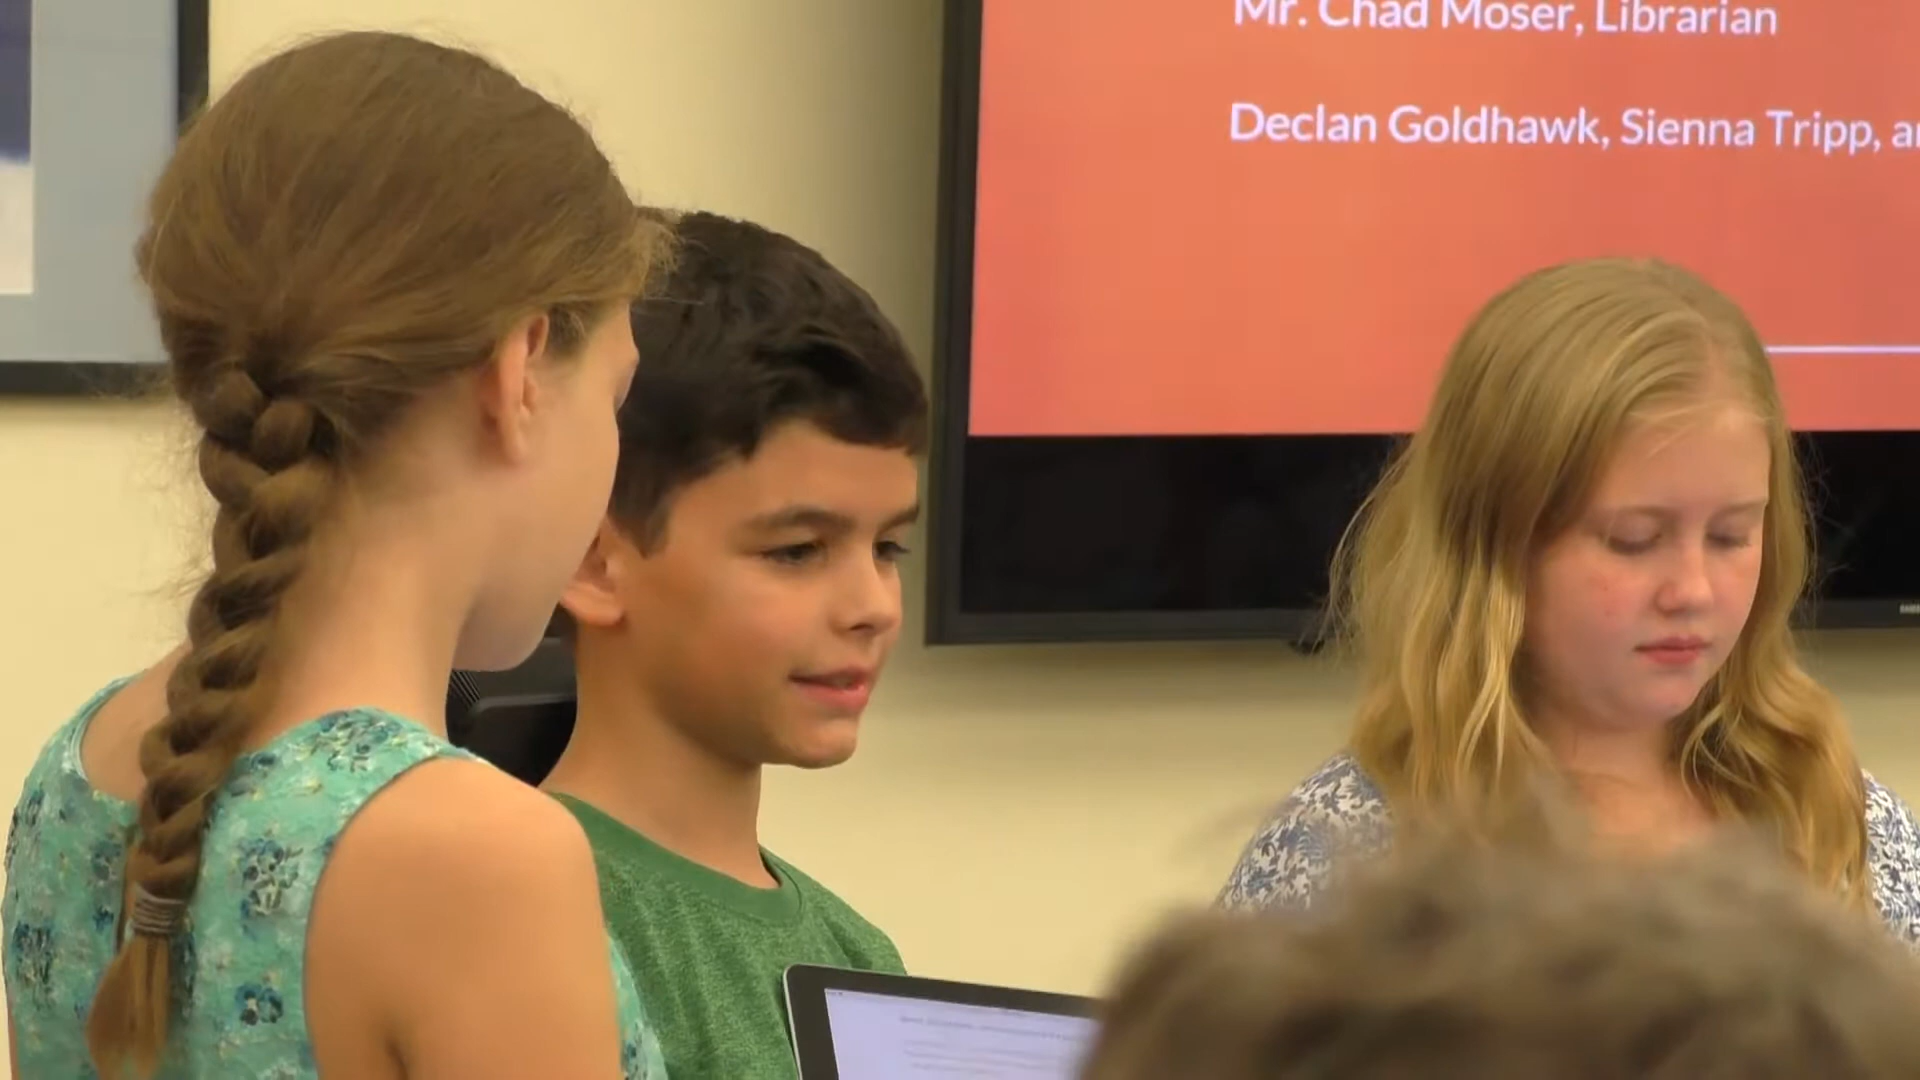 Mr. Chad Moser, Librarian
Declan Goldhawk, Sienna Tripp,